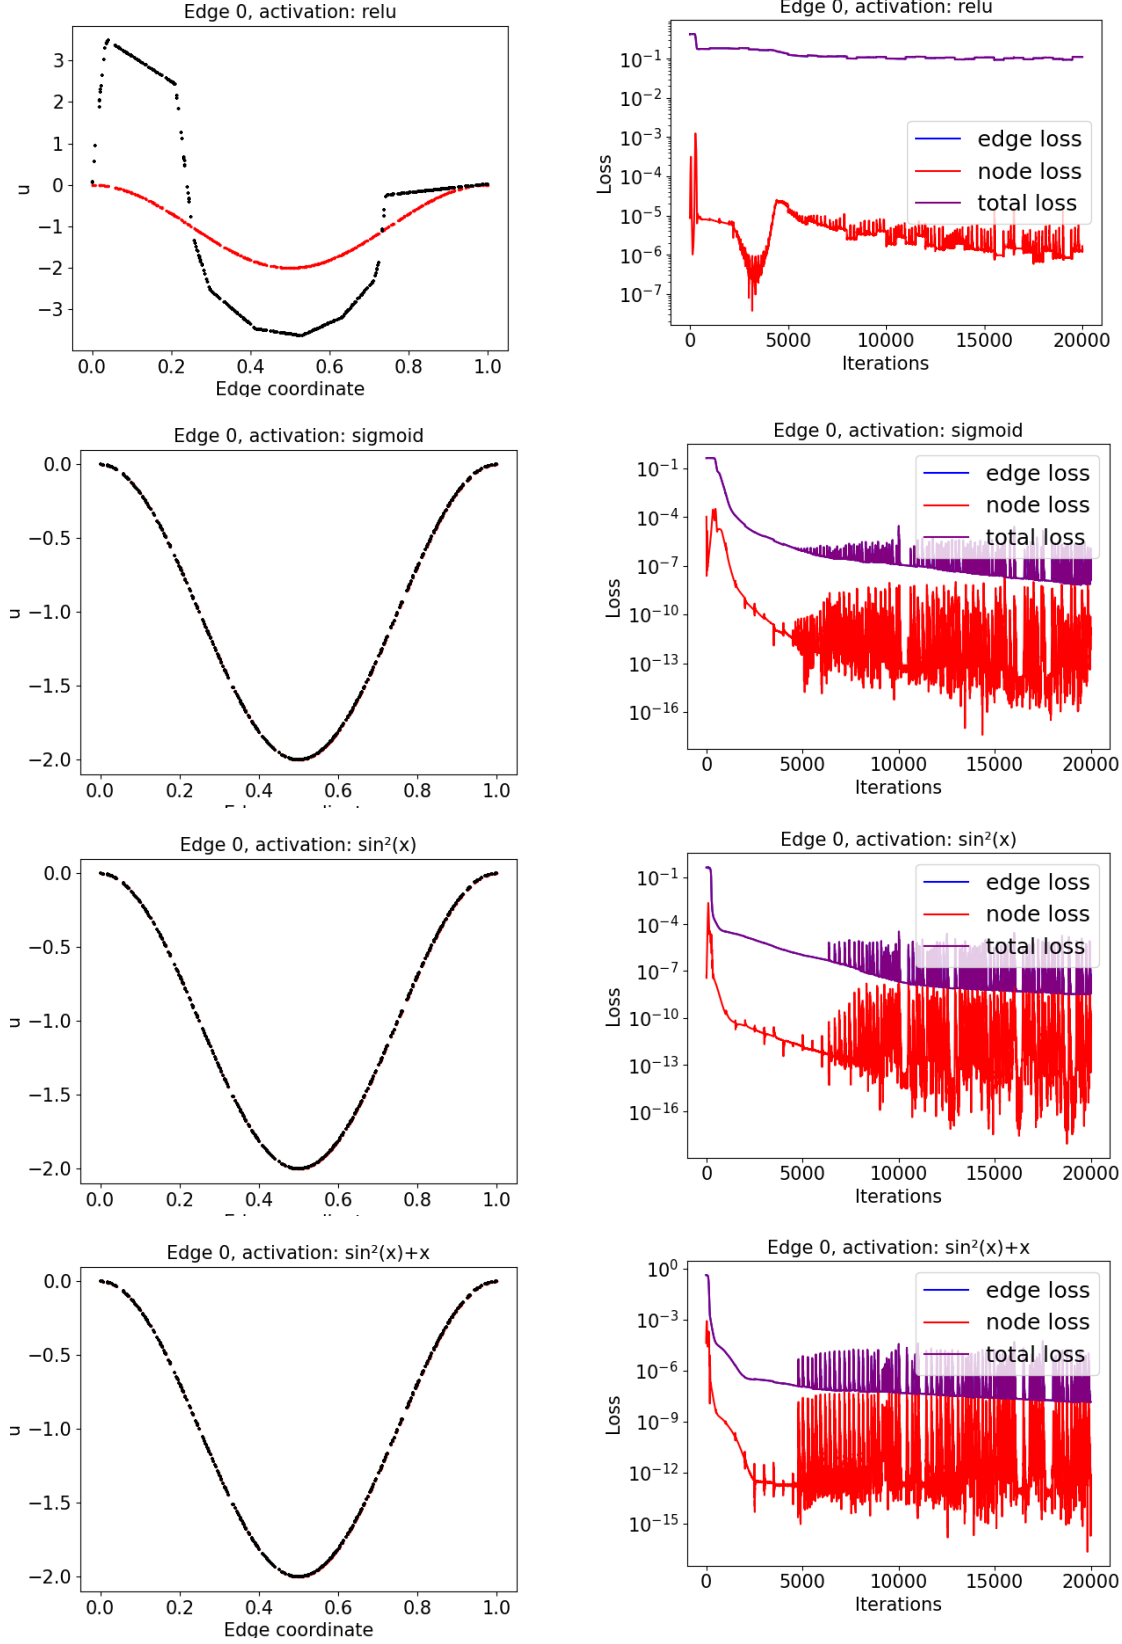 Edge 0, activation: relu
u
3
2
1
0
−1
−2
−3
0.0 0.2 0.4 0.6 0.8 1.0
Edge coordinate
Edge 0, activation: relu
Loss
10⁻¹
10⁻²
10⁻³
10⁻⁴
10⁻⁵
10⁻⁶
10⁻⁷
edge loss
node loss
total loss
0 5000 10000 15000 20000
Iterations
Edge 0, activation: sigmoid
u
0.0
−0.5
−1.0
−1.5
−2.0
0.0 0.2 0.4 0.6 0.8 1.0
Edge coordinate
Edge 0, activation: sigmoid
Loss
10⁻¹
10⁻⁴
10⁻⁷
10⁻¹⁰
10⁻¹³
10⁻¹⁶
edge loss
node loss
total loss
0 5000 10000 15000 20000
Iterations
Edge 0, activation: sin²(x)
u
0.0
−0.5
−1.0
−1.5
−2.0
0.0 0.2 0.4 0.6 0.8 1.0
Edge coordinate
Edge 0, activation: sin²(x)
Loss
10⁻¹
10⁻⁴
10⁻⁷
10⁻¹⁰
10⁻¹³
10⁻¹⁶
edge loss
node loss
total loss
0 5000 10000 15000 20000
Iterations
Edge 0, activation: sin²(x)+x
u
0.0
−0.5
−1.0
−1.5
−2.0
0.0 0.2 0.4 0.6 0.8 1.0
Edge coordinate
Edge 0, activation: sin²(x)+x
Loss
10⁰
10⁻³
10⁻⁶
10⁻⁹
10⁻¹²
10⁻¹⁵
edge loss
node loss
total loss
0 5000 10000 15000 20000
Iterations